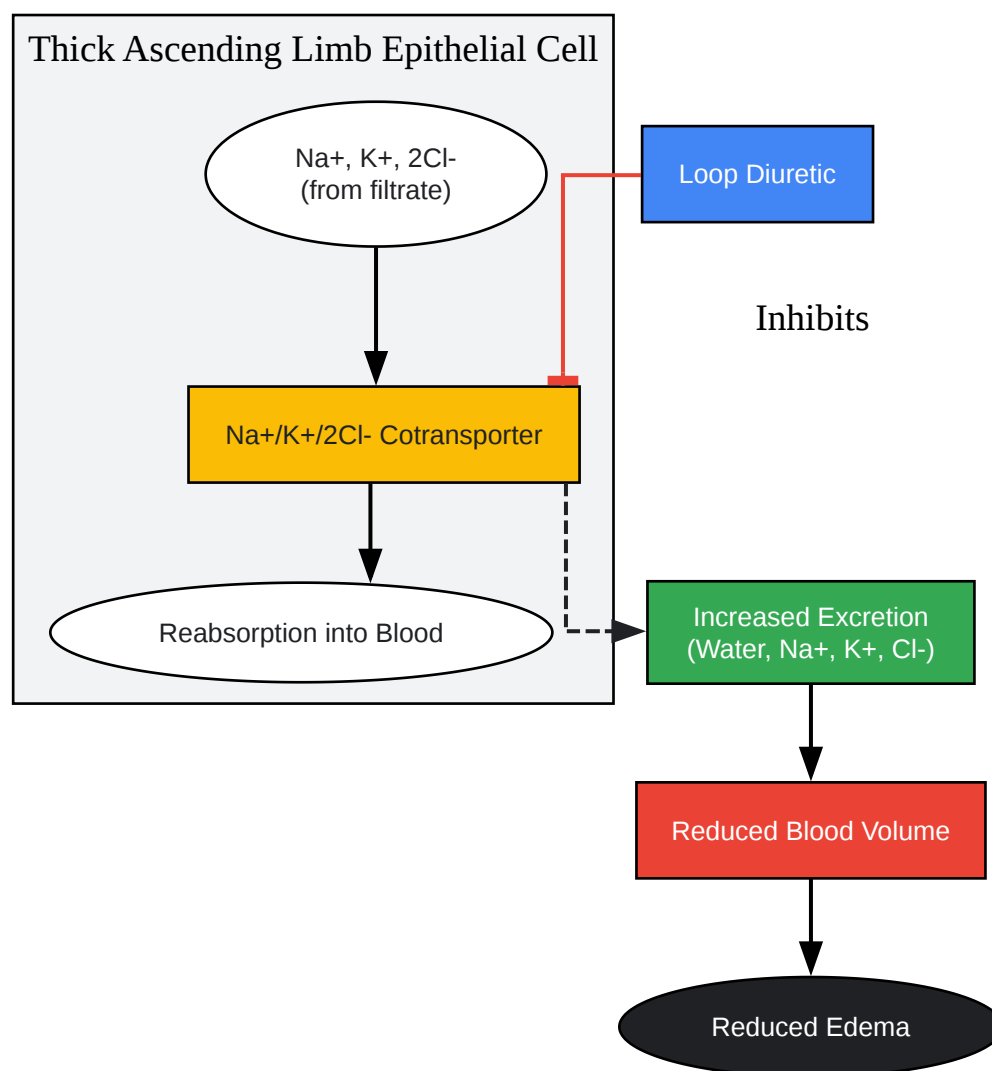 Thick Ascending Limb Epithelial Cell
Na+, K+, 2Cl-
(from filtrate)
Loop Diuretic
Inhibits
Na+/K+/2Cl- Cotransporter
Reabsorption into Blood
Increased Excretion
(Water, Na+, K+, Cl-)
Reduced Blood Volume
Reduced Edema